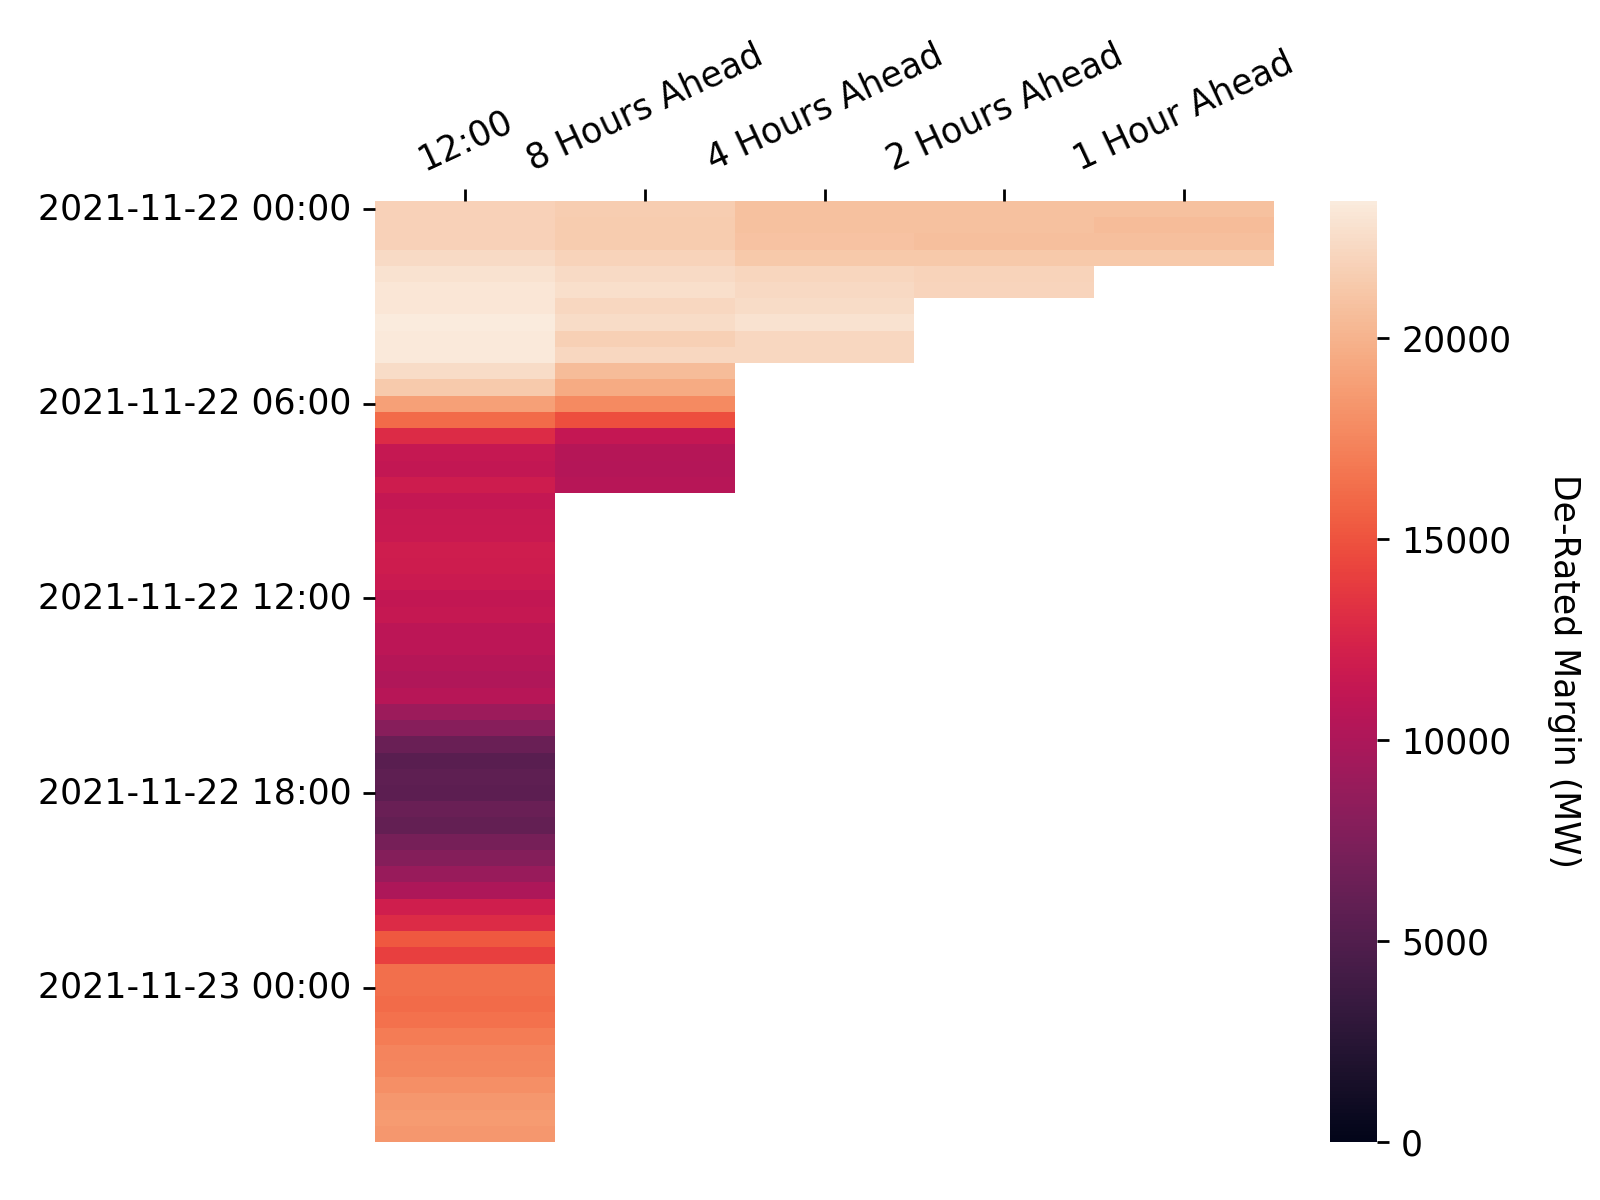 12:00
8 Hours Ahead
4 Hours Ahead
2 Hours Ahead
1 Hour Ahead
2021-11-22 00:00
2021-11-22 06:00
2021-11-22 12:00
2021-11-22 18:00
2021-11-23 00:00
20000
15000
10000
5000
0
De-Rated Margin (MW)